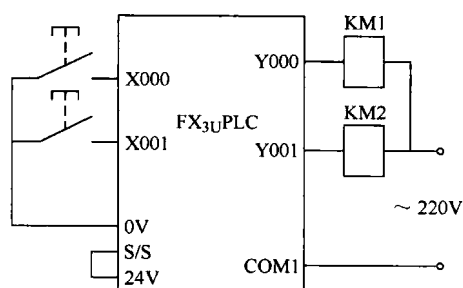 KM1
Y000
X000
FX3UPLC
KM2
X001
Y001
~ 220V
0V
S/S
COM1
24V